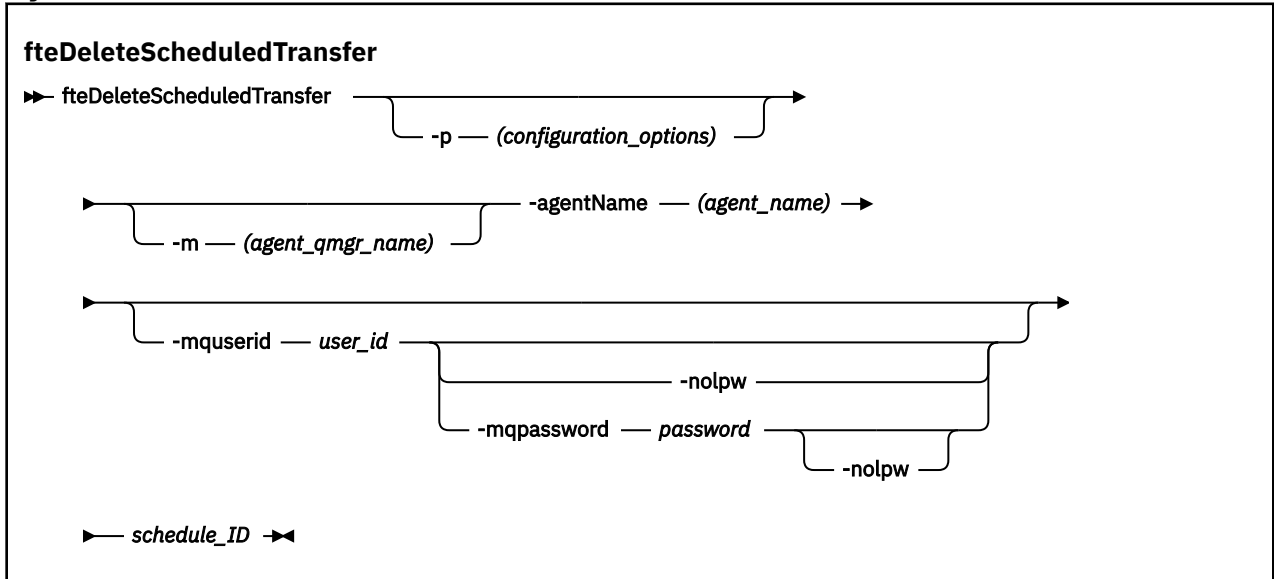 fteDeleteScheduledTransfer
fteDeleteScheduledTransfer
-p (configuration_options)
-agentName (agent_name)
-m (agent_qmgr_name)
-mquserid user_id
-nolpw
-mqpassword password
-nolpw
schedule_ID